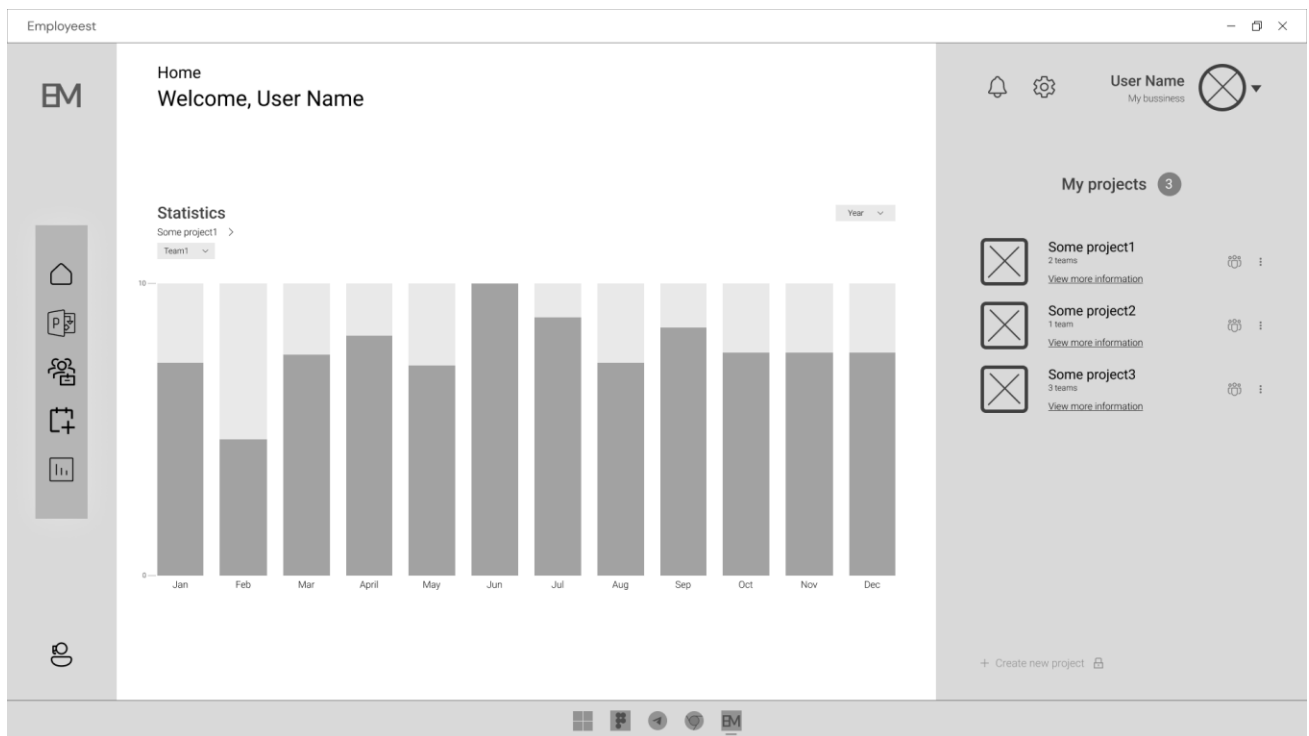 Employeest
EM
Home
Welcome, User Name
User Name
My bussiness
My projects 3
Statistics
Some project1 >
Team1
Year
10
0
Jan Feb Mar April May Jun Jul Aug Sep Oct Nov Dec
Some project1
2 teams
View more information
Some project2
1 team
View more information
Some project3
3 teams
View more information
+ Create new project
P
EM